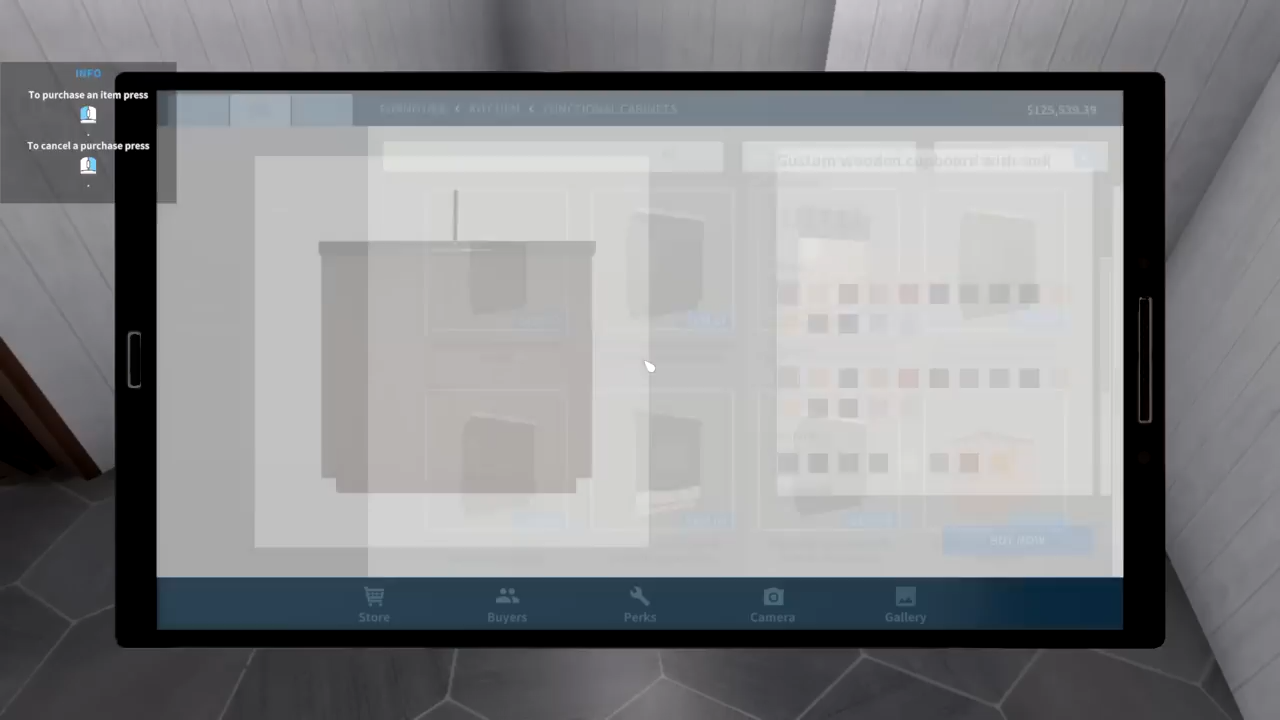 INFO
To purchase an item press
.
To cancel a purchase press
.
FURNITURE < KITCHEN < FUNCTIONAL CABINETS
$125,539.39
Custom wooden cupboard with sink
BUY NOW
Store
Buyers
Perks
Camera
Gallery